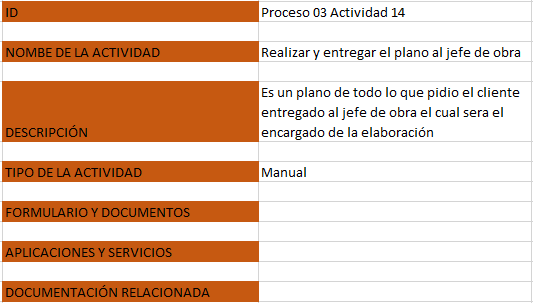 ID
Proceso 03 Actividad 14
NOMBE DE LA ACTIVIDAD
Realizar y entregar el plano al jefe de obra
DESCRIPCIÓN
Es un plano de todo lo que pidio el cliente
entregado al jefe de obra el cual sera el
encargado de la elaboración
TIPO DE LA ACTIVIDAD
Manual
FORMULARIO Y DOCUMENTOS
APLICACIONES Y SERVICIOS
DOCUMENTACIÓN RELACIONADA